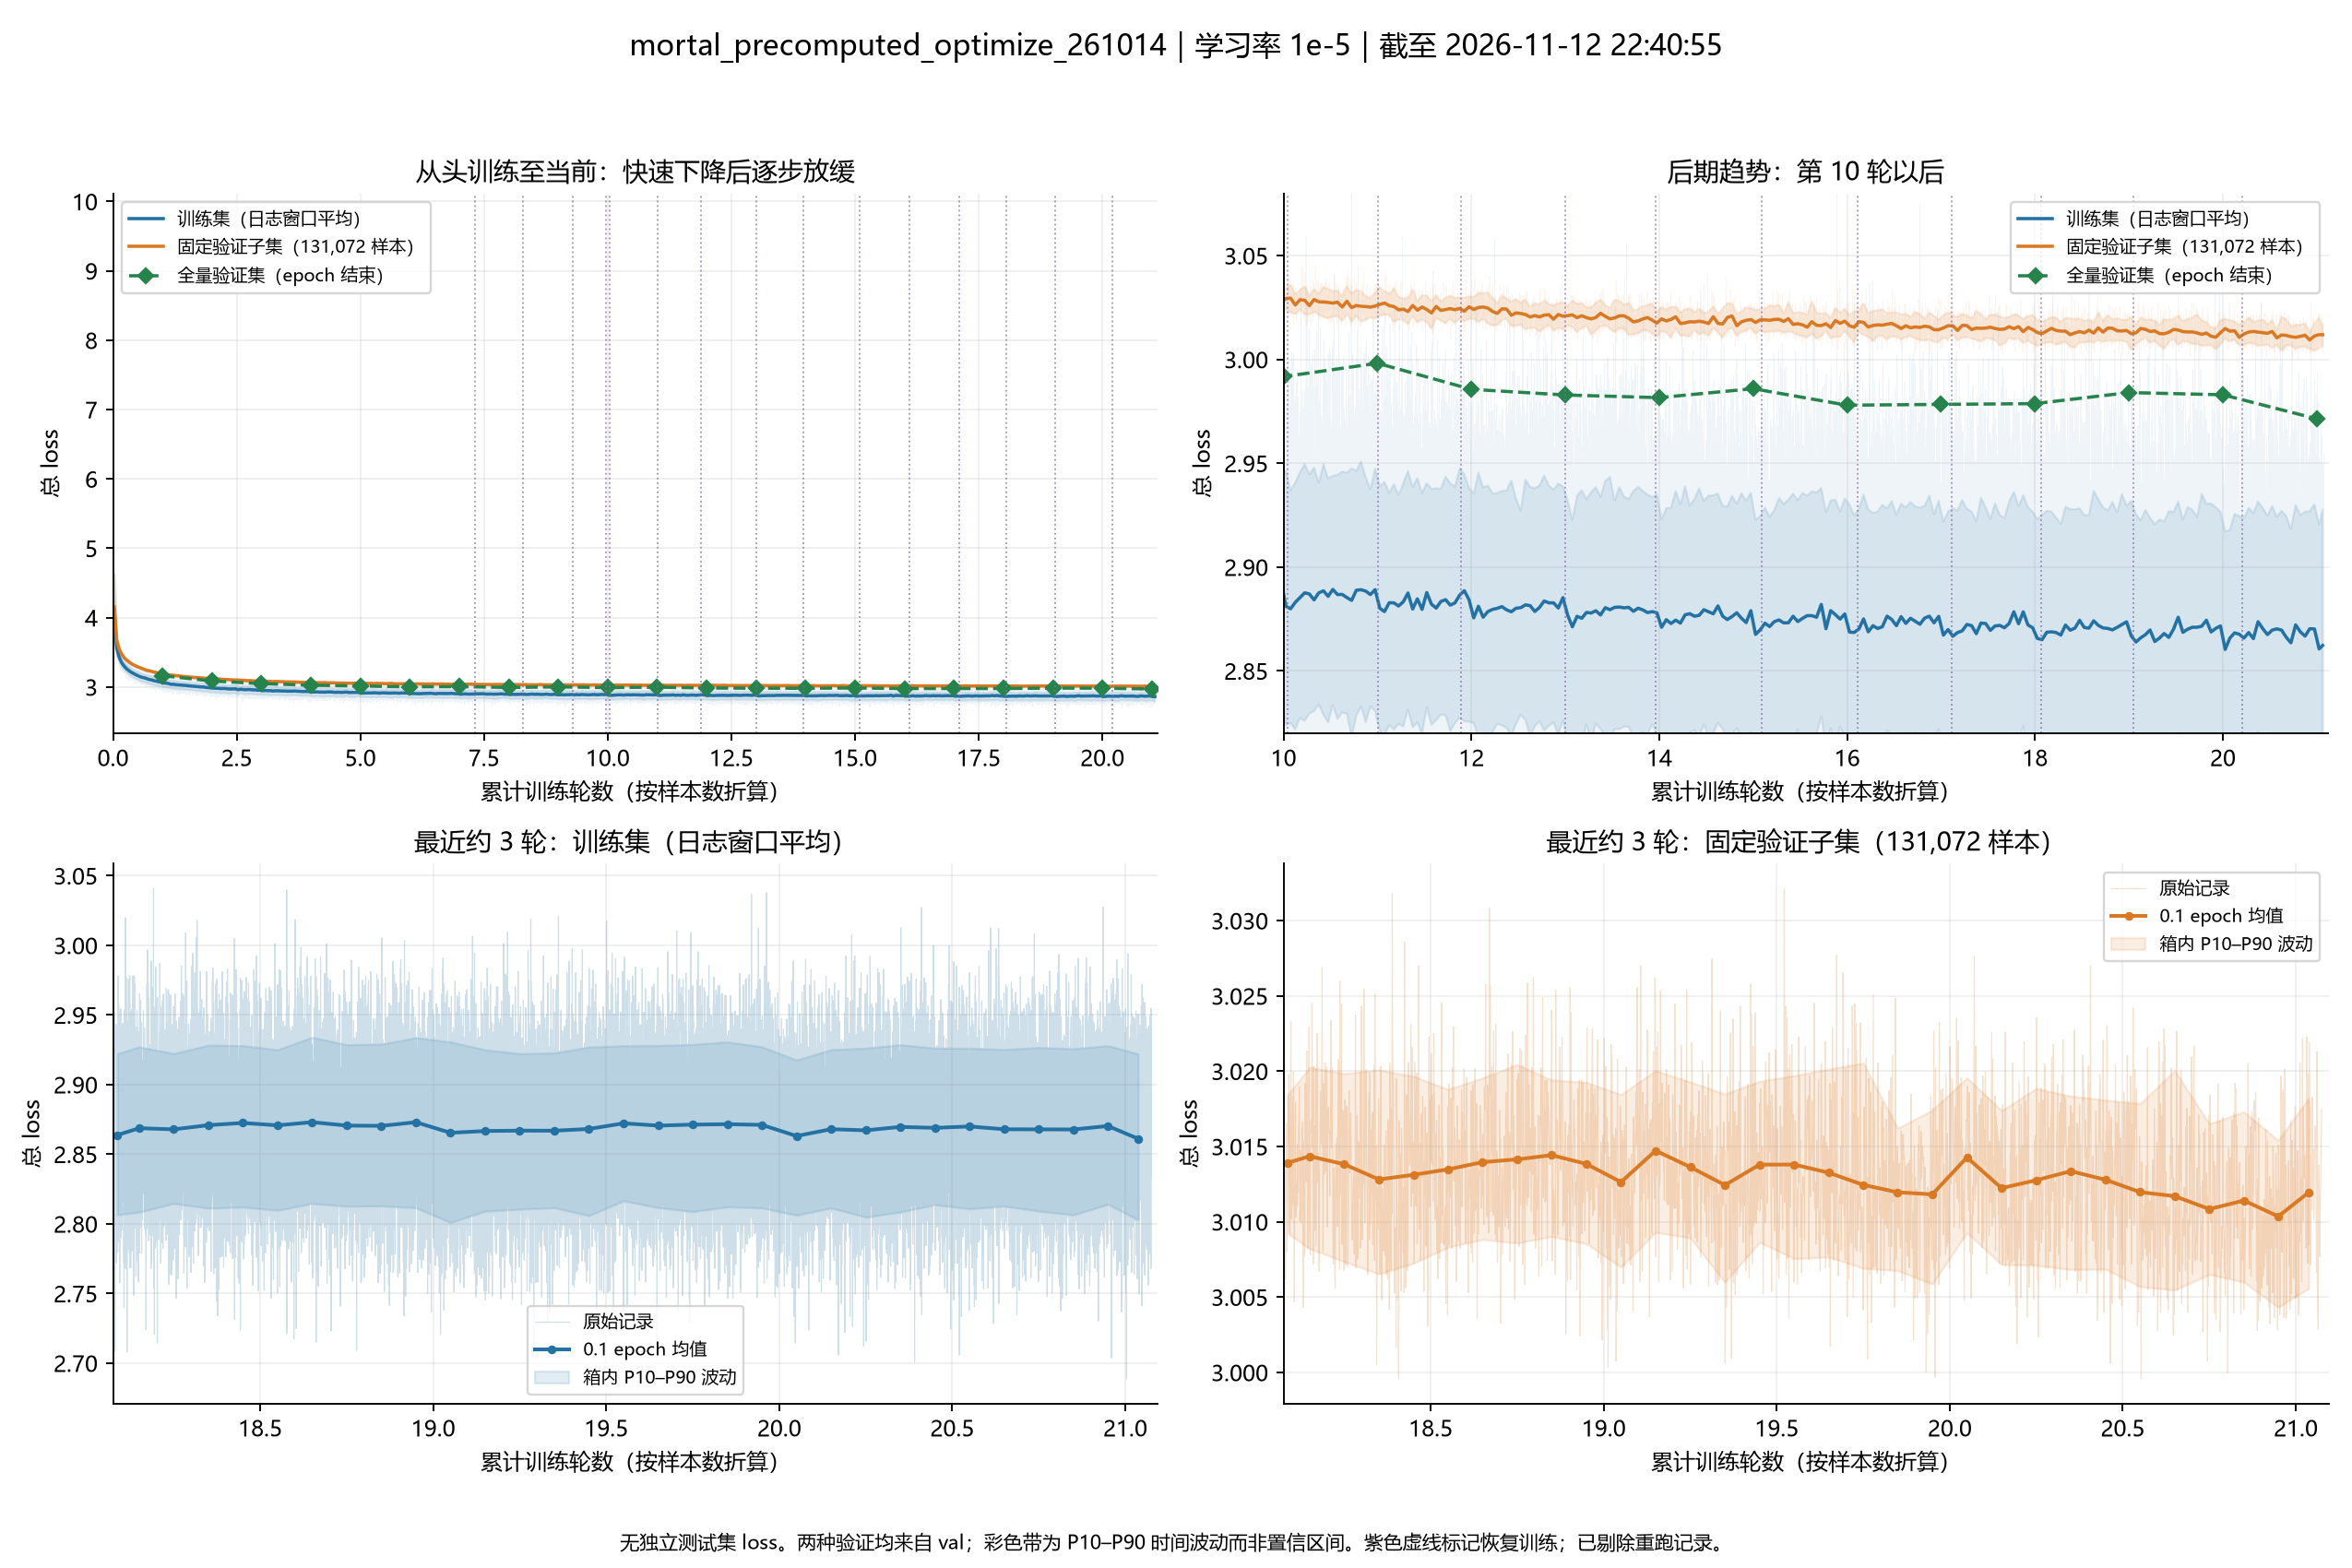 mortal_precomputed_optimize_261014 | 学习率 1e-5 | 截至 2026-11-12 22:40:55
从头训练至当前：快速下降后逐步放缓
10
9
8
7
6
5
4
3
总 loss
训练集（日志窗口平均）
固定验证子集（131,072 样本）
全量验证集（epoch 结束）
0.0 2.5 5.0 7.5 10.0 12.5 15.0 17.5 20.0
累计训练轮数（按样本数折算）
后期趋势：第 10 轮以后
3.05
3.00
2.95
2.90
2.85
总 loss
训练集（日志窗口平均）
固定验证子集（131,072 样本）
全量验证集（epoch 结束）
10 12 14 16 18 20
累计训练轮数（按样本数折算）
最近约 3 轮：训练集（日志窗口平均）
3.05
3.00
2.95
2.90
2.85
2.80
2.75
2.70
总 loss
原始记录
0.1 epoch 均值
箱内 P10–P90 波动
18.5 19.0 19.5 20.0 20.5 21.0
累计训练轮数（按样本数折算）
最近约 3 轮：固定验证子集（131,072 样本）
3.030
3.025
3.020
3.015
3.010
3.005
3.000
总 loss
原始记录
0.1 epoch 均值
箱内 P10–P90 波动
18.5 19.0 19.5 20.0 20.5 21.0
累计训练轮数（按样本数折算）
无独立测试集 loss。两种验证均来自 val；彩色带为 P10–P90 时间波动而非置信区间。紫色虚线标记恢复训练；已剔除重跑记录。